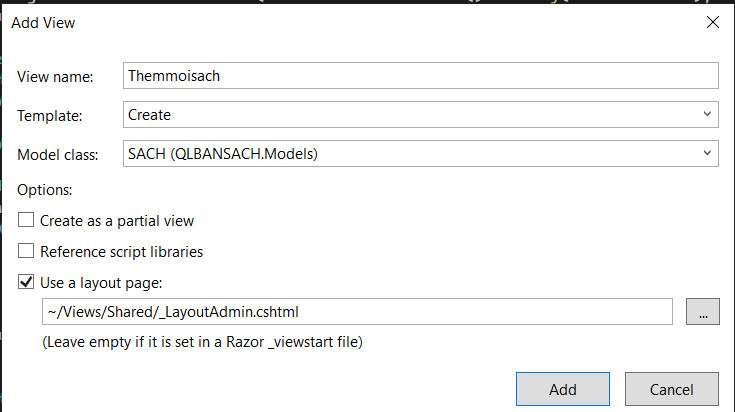 Add View
View name: Themmoisach
Template: Create
Model class: SACH (QLBANSACH.Models)
Options:
Create as a partial view
Reference script libraries
Use a layout page:
~/Views/Shared/_LayoutAdmin.cshtml
...
(Leave empty if it is set in a Razor _viewstart file)
Add Cancel